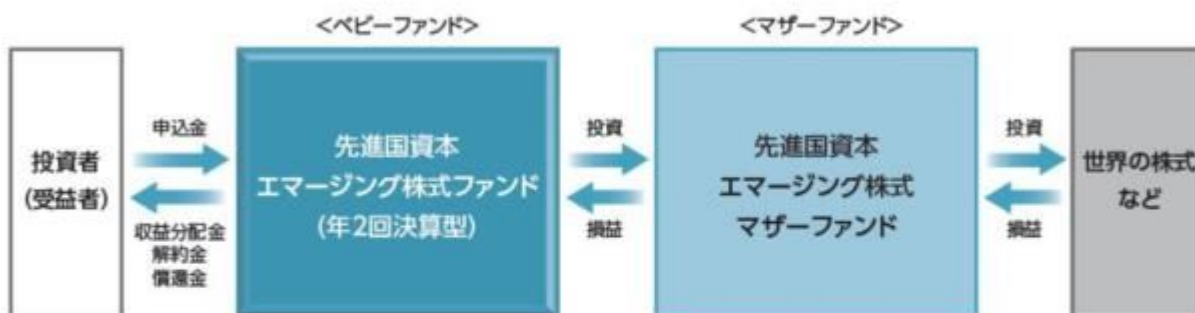 <ベビーファンド>
<マザーファンド>
投資者
(受益者)
申込金
収益分配金
解約金
償還金
先進国資本
エマージング株式ファンド
(年2回決算型)
投資
損益
先進国資本
エマージング株式
マザーファンド
投資
損益
世界の株式
など